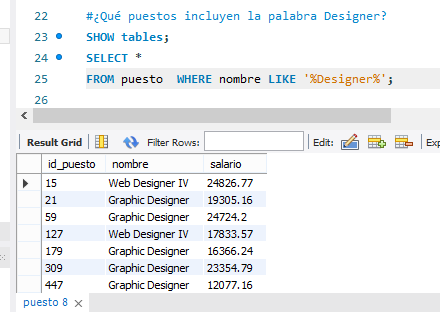 22 #¿Qué puestos incluyen la palabra Designer?
23 SHOW tables;
24 SELECT *
25 FROM puesto  WHERE nombre LIKE '%Designer%';
26
Result Grid Filter Rows: Edit: Exp
id_puesto nombre salario
15 Web Designer IV 24826.77
21 Graphic Designer 19305.16
59 Graphic Designer 24724.2
127 Web Designer IV 17833.57
179 Graphic Designer 16366.24
309 Graphic Designer 23354.79
447 Graphic Designer 12077.16
puesto 8